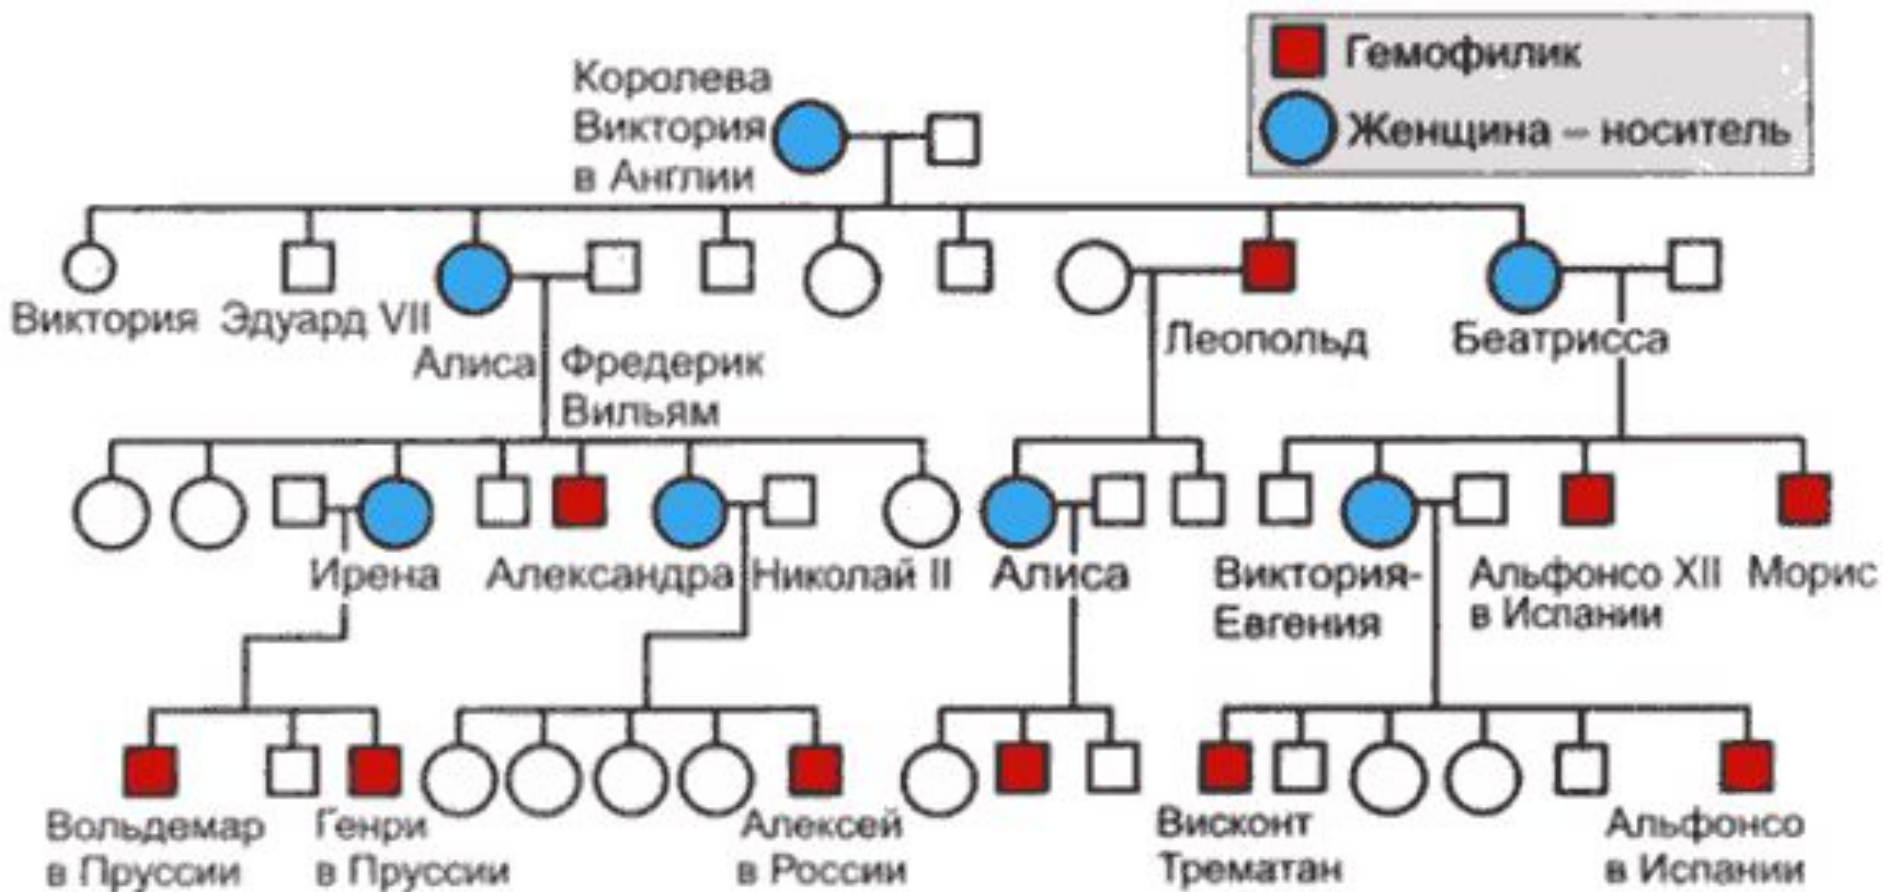 Гемофилик
Женщина – носитель
Королева
Виктория
в Англии
Виктория
Эдуард VII
Алиса
Фредерик
Вильям
Леопольд
Беатрисса
Ирена
Александра
Николай II
Алиса
Виктория-
Евгения
Альфонсо XII
в Испании
Морис
Вольдемар
в Пруссии
Генри
в Пруссии
Алексей
в России
Висконт
Трематан
Альфонсо
в Испании